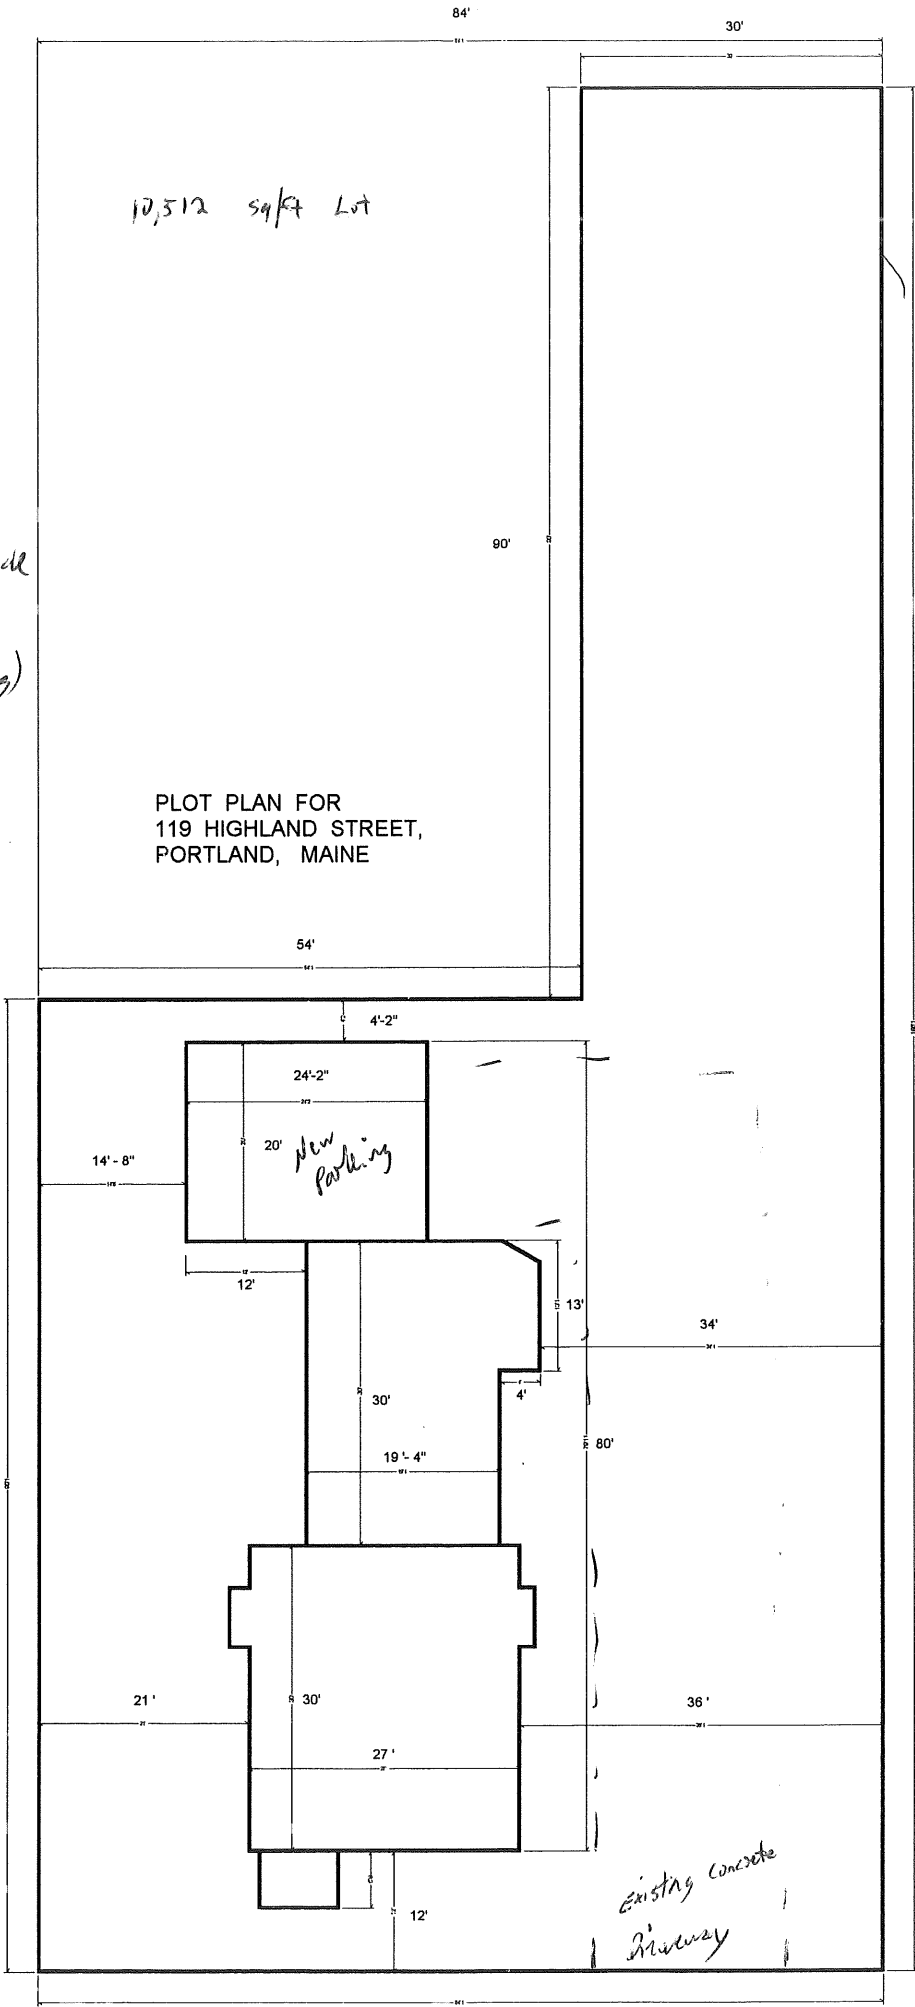 84'
30'
10,512 sq/ft Lot
90'
PLOT PLAN FOR
119 HIGHLAND STREET,
PORTLAND, MAINE
54'
4'-2"
24'-2"
20'
New
Parking
14'-8"
12'
13'
34'
4'
30'
80'
19'-4"
21'
30'
36'
27'
12'
Existing Concrete
Driveway